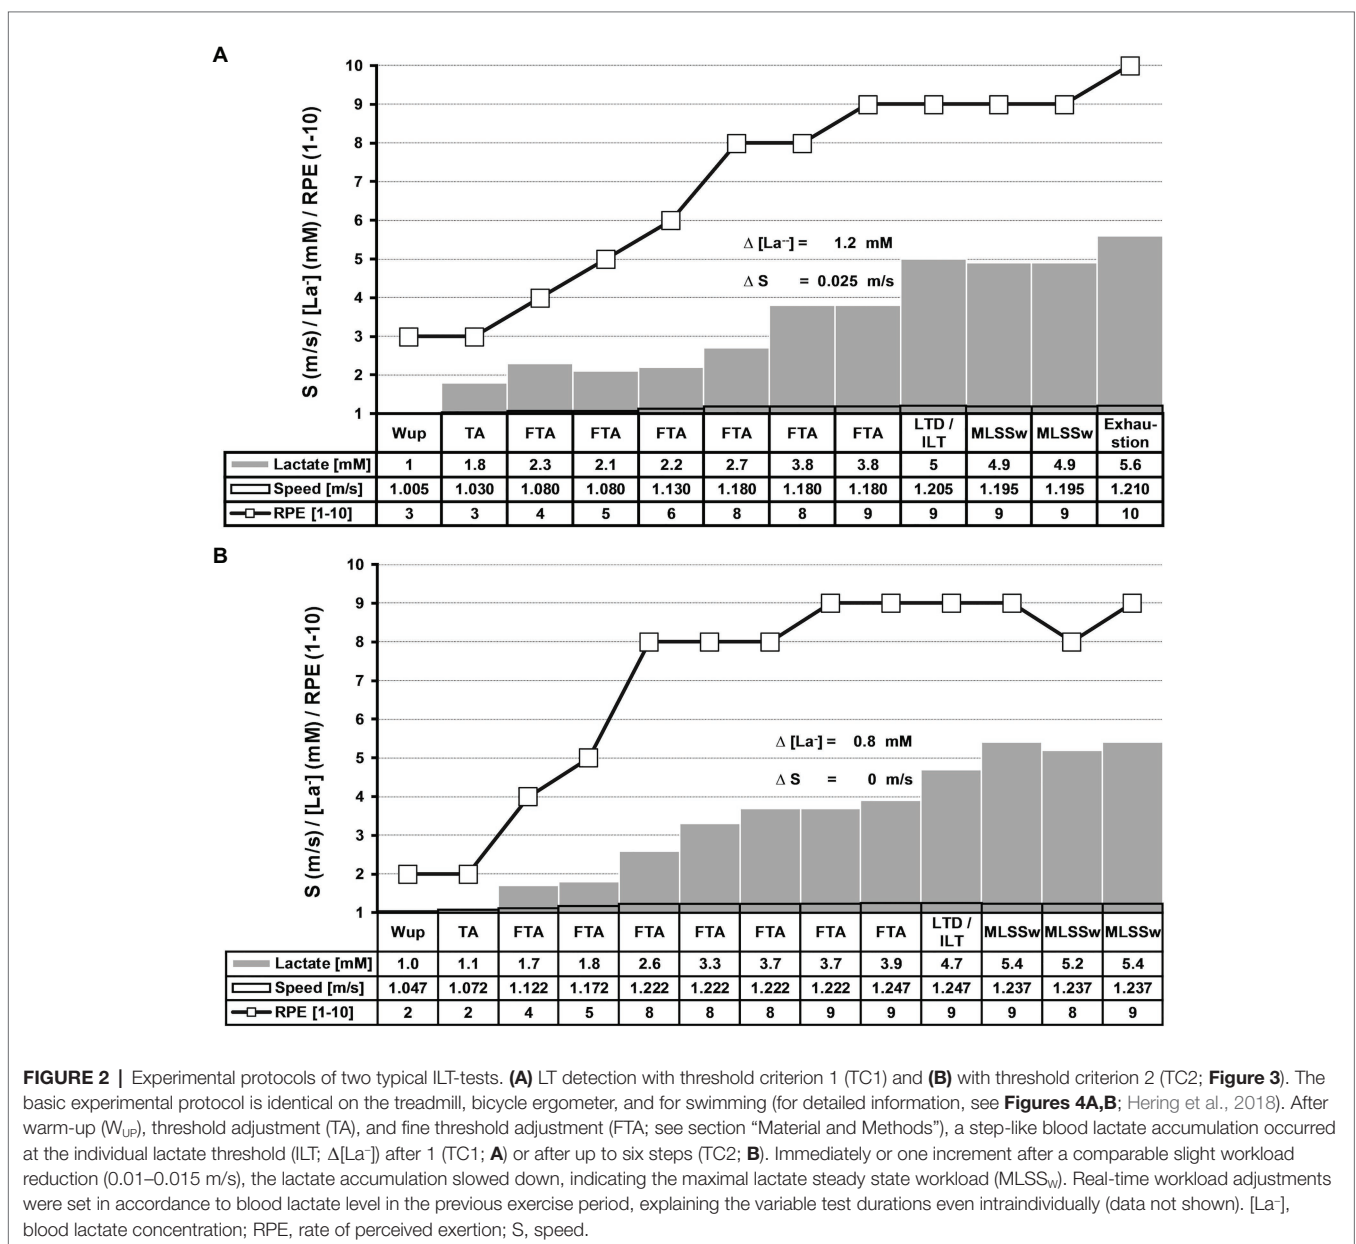 A
S (m/s) / [La-] (mM) / RPE (1-10)
10
9
8
7
6
5
4
3
2
1
Δ [La–] = 1.2 mM
Δ S = 0.025 m/s
Wup TA FTA FTA FTA FTA FTA FTA LTD / ILT MLSSw MLSSw Exhau-stion
Lactate [mM] 1 1.8 2.3 2.1 2.2 2.7 3.8 3.8 5 4.9 4.9 5.6
Speed [m/s] 1.005 1.030 1.080 1.080 1.130 1.180 1.180 1.180 1.205 1.195 1.195 1.210
RPE [1-10] 3 3 4 5 6 8 8 9 9 9 9 10
B
S (m/s) / [La-] (mM) / RPE (1-10)
10
9
8
7
6
5
4
3
2
1
Δ [La-] = 0.8 mM
Δ S = 0 m/s
Wup TA FTA FTA FTA FTA FTA FTA FTA LTD / ILT MLSSw MLSSw MLSSw
Lactate [mM] 1.0 1.1 1.7 1.8 2.6 3.3 3.7 3.7 3.9 4.7 5.4 5.2 5.4
Speed [m/s] 1.047 1.072 1.122 1.172 1.222 1.222 1.222 1.222 1.247 1.247 1.237 1.237 1.237
RPE [1-10] 2 2 4 5 8 8 8 9 9 9 9 8 9
FIGURE 2 | Experimental protocols of two typical ILT-tests. (A) LT detection with threshold criterion 1 (TC1) and (B) with threshold criterion 2 (TC2; Figure 3). The
basic experimental protocol is identical on the treadmill, bicycle ergometer, and for swimming (for detailed information, see Figures 4A,B; Hering et al., 2018). After
warm-up (WUP), threshold adjustment (TA), and fine threshold adjustment (FTA; see section “Material and Methods”), a step-like blood lactate accumulation occurred
at the individual lactate threshold (ILT; Δ[La–]) after 1 (TC1; A) or after up to six steps (TC2; B). Immediately or one increment after a comparable slight workload
reduction (0.01–0.015 m/s), the lactate accumulation slowed down, indicating the maximal lactate steady state workload (MLSSW). Real-time workload adjustments
were set in accordance to blood lactate level in the previous exercise period, explaining the variable test durations even intraindividually (data not shown). [La–],
blood lactate concentration; RPE, rate of perceived exertion; S, speed.